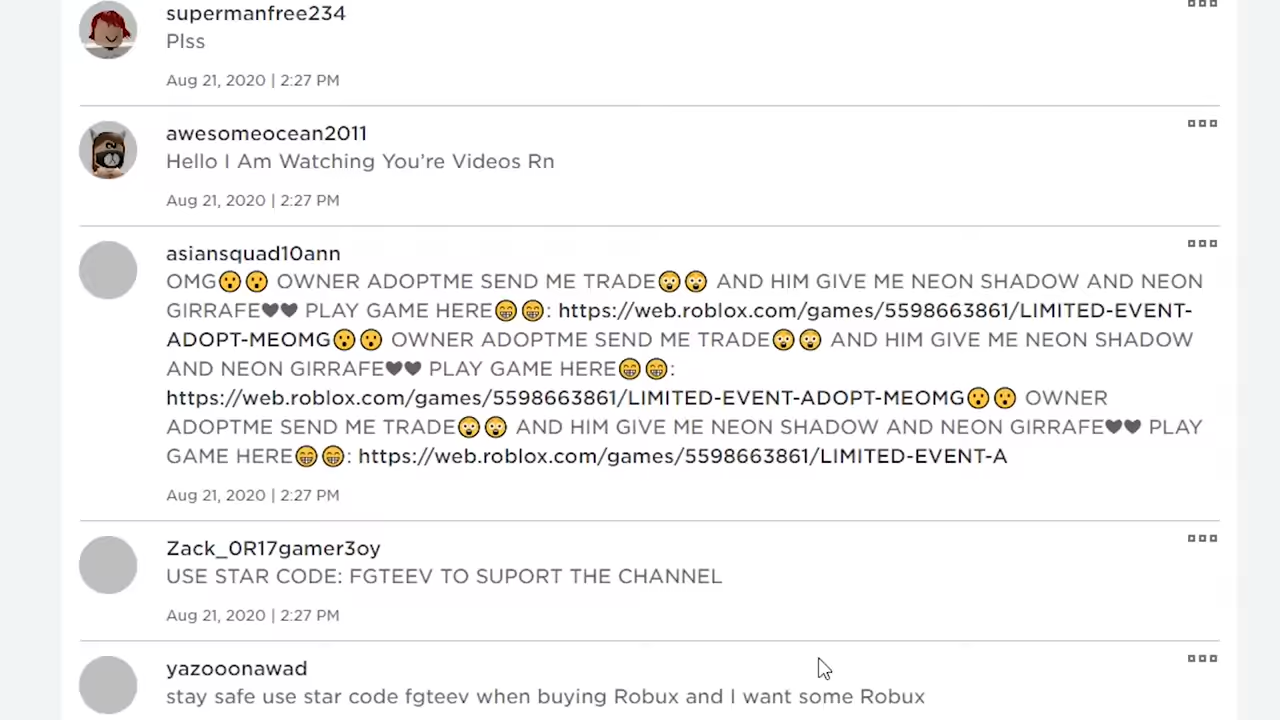 supermanfree234
Plss
Aug 21, 2020 | 2:27 PM
awesomeocean2011
Hello I Am Watching You’re Videos Rn
Aug 21, 2020 | 2:27 PM
asiansquad10ann
OMG😮😮 OWNER ADOPTME SEND ME TRADE😲😲 AND HIM GIVE ME NEON SHADOW AND NEON
GIRRAFE♥♥ PLAY GAME HERE😁😁: https://web.roblox.com/games/5598663861/LIMITED-EVENT-
ADOPT-MEOMG😮😮 OWNER ADOPTME SEND ME TRADE😲😲 AND HIM GIVE ME NEON SHADOW
AND NEON GIRRAFE♥♥ PLAY GAME HERE😁😁:
https://web.roblox.com/games/5598663861/LIMITED-EVENT-ADOPT-MEOMG😮😮 OWNER
ADOPTME SEND ME TRADE😲😲 AND HIM GIVE ME NEON SHADOW AND NEON GIRRAFE♥♥ PLAY
GAME HERE😁😁: https://web.roblox.com/games/5598663861/LIMITED-EVENT-A
Aug 21, 2020 | 2:27 PM
Zack_0R17gamer3oy
USE STAR CODE: FGTEEV TO SUPORT THE CHANNEL
Aug 21, 2020 | 2:27 PM
yazooonawad
stay safe use star code fgteev when buying Robux and I want some Robux